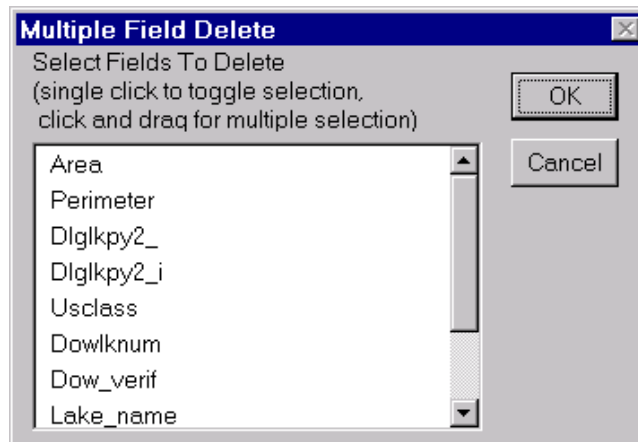 Multiple Field Delete
Select Fields To Delete
(single click to toggle selection,
click and drag for multiple selection)
OK
Cancel
Area
Perimeter
Dlglkpy2_
Dlglkpy2_i
Usclass
Dowlknum
Dow_verif
Lake_name